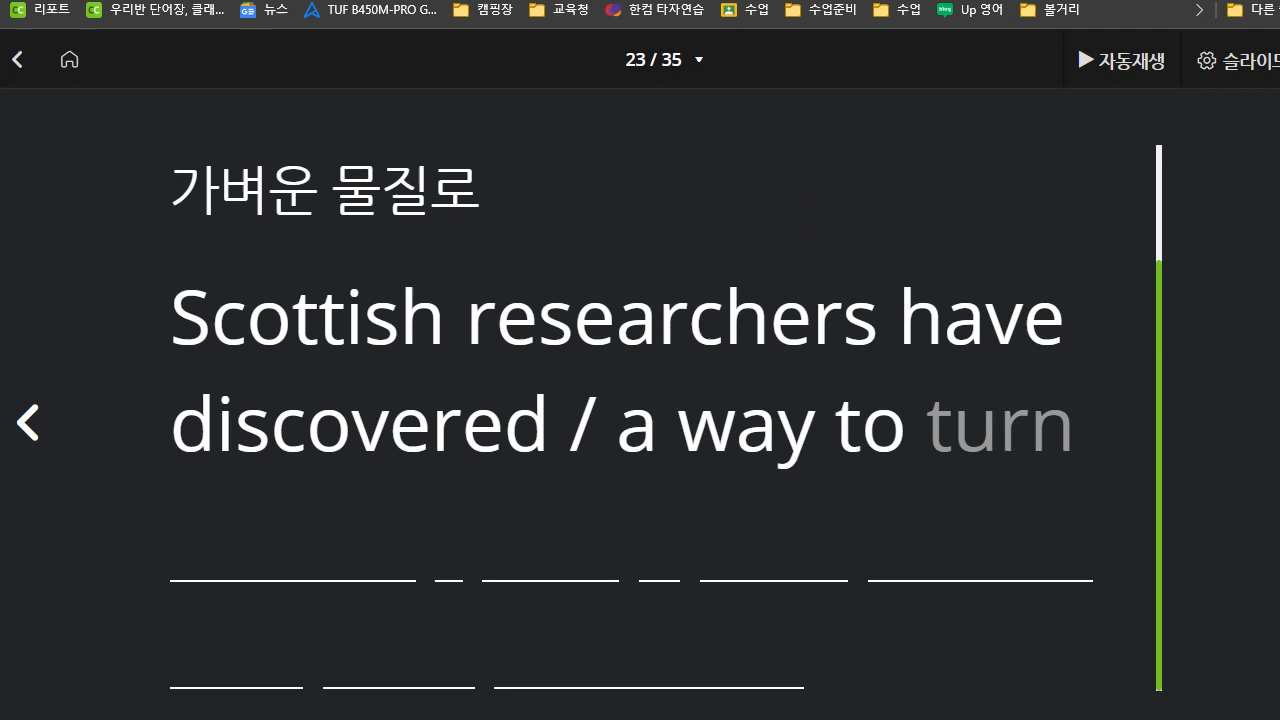 리포트 우리반 단어장, 클래... 뉴스 TUF B450M-PRO G... 캠핑장 교육청 한컴 타자연습 수업 수업준비 수업 Up 영어 볼거리 다른
23 / 35 자동재생 슬라이드
가벼운 물질로
Scottish researchers have
discovered / a way to turn